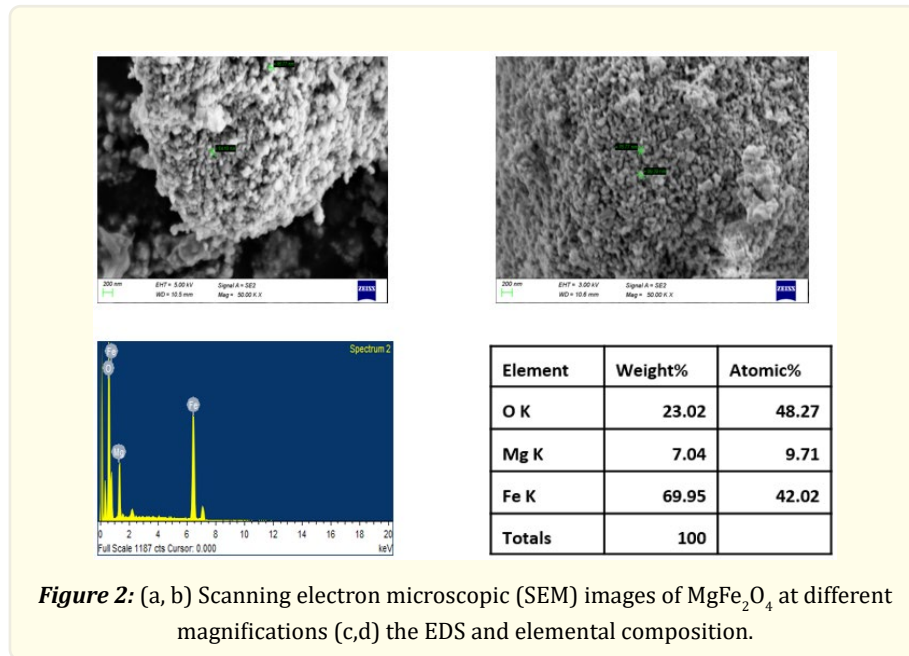 200 nm
EHT = 5.00 kV
Signal A = SE2
WD = 10.5 mm
Mag = 50.00 K X
ZEISS
200 nm
EHT = 3.00 kV
Signal A = SE2
WD = 10.6 mm
Mag = 50.00 K X
ZEISS
Spectrum 2
Fe
O
Mg
Fe
0 2 4 6 8 10 12 14 16 18 20
Full Scale 1187 cts Cursor: 0.000 keV
Element Weight% Atomic%
O K 23.02 48.27
Mg K 7.04 9.71
Fe K 69.95 42.02
Totals 100
Figure 2: (a, b) Scanning electron microscopic (SEM) images of MgFe₂O₄ at different
magnifications (c,d) the EDS and elemental composition.